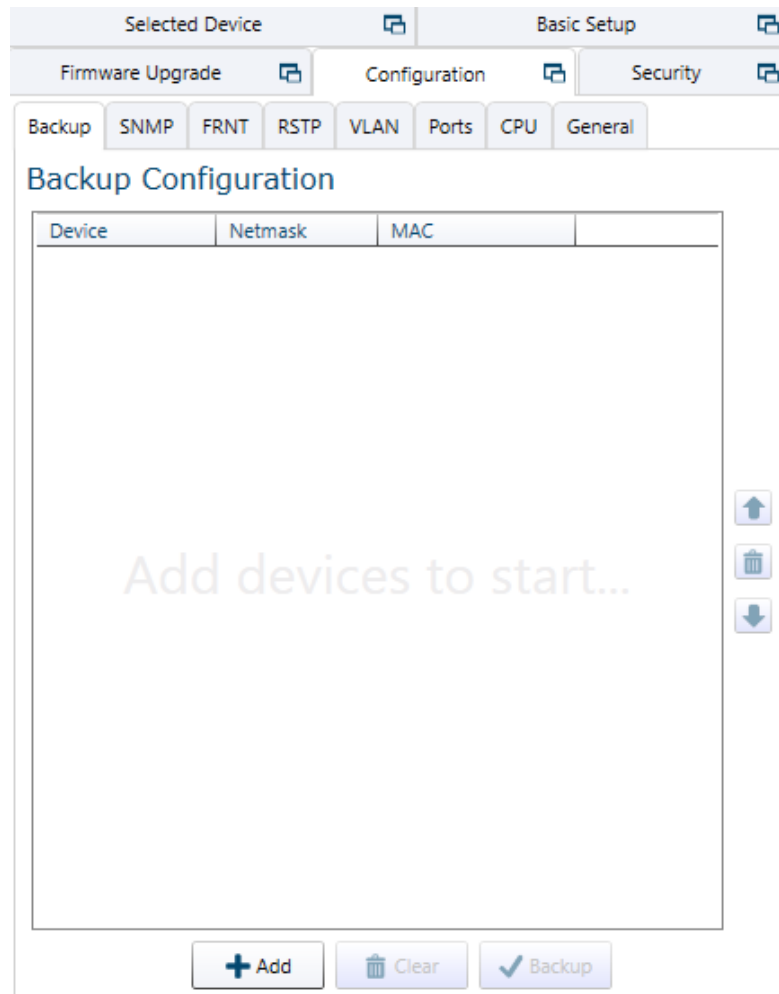 Selected Device Basic Setup
Firmware Upgrade Configuration Security
Backup SNMP FRNT RSTP VLAN Ports CPU General
Backup Configuration
Device Netmask MAC
Add devices to start...
Add Clear Backup